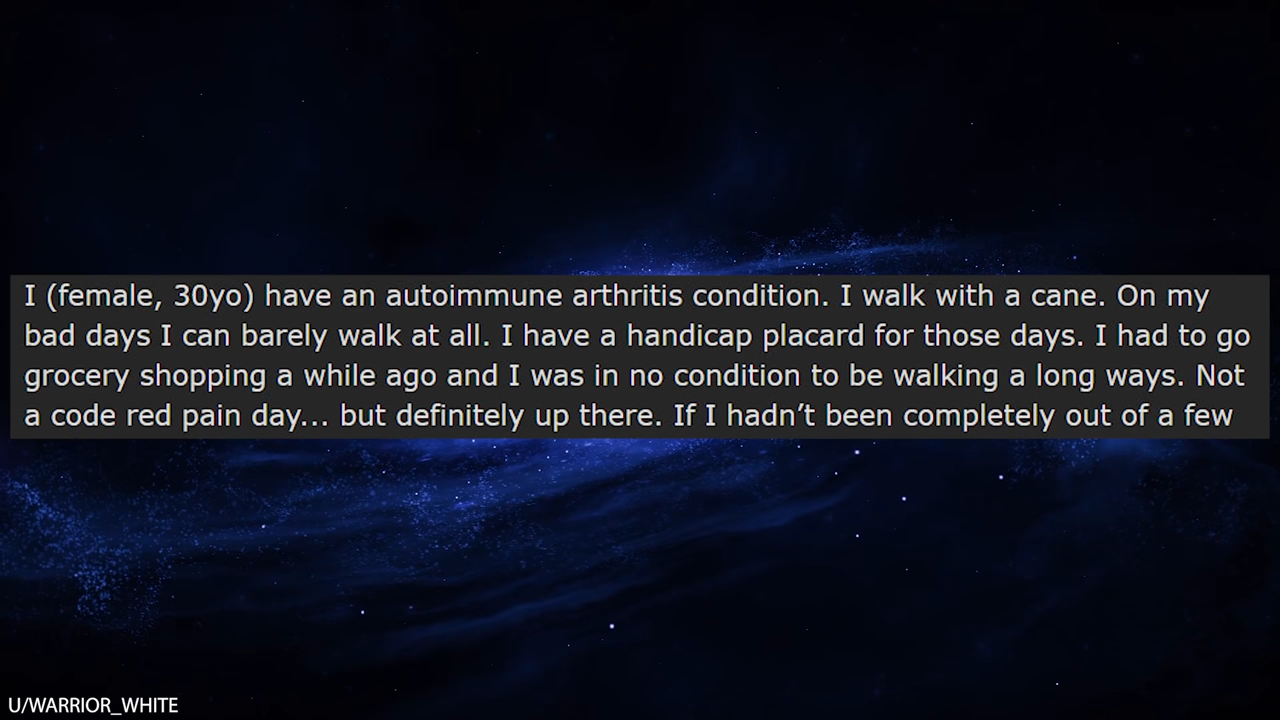 I (female, 30yo) have an autoimmune arthritis condition. I walk with a cane. On my
bad days I can barely walk at all. I have a handicap placard for those days. I had to go
grocery shopping a while ago and I was in no condition to be walking a long ways. Not
a code red pain day... but definitely up there. If I hadn’t been completely out of a few
U/WARRIOR_WHITE